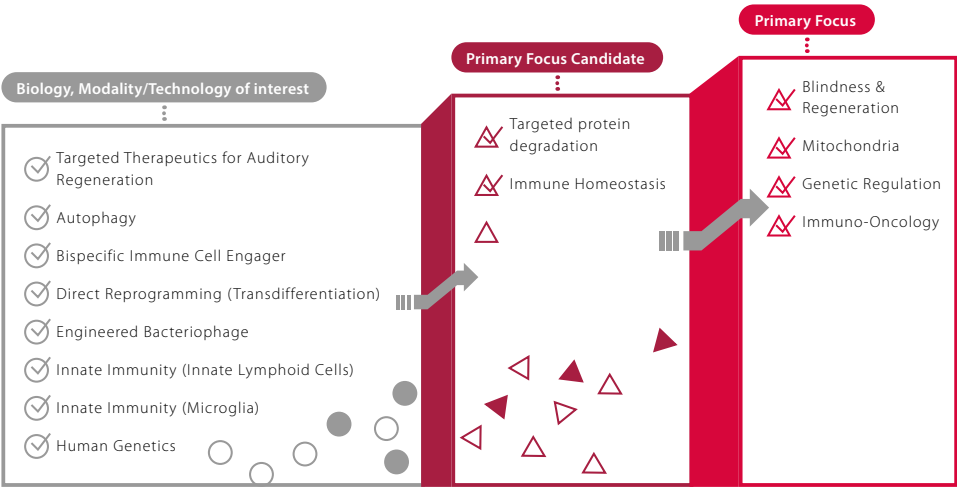 Primary Focus
Primary Focus Candidate
Biology, Modality/Technology of interest
Targeted Therapeutics for Auditory
Regeneration
Autophagy
Bispecific Immune Cell Engager
Direct Reprogramming (Transdifferentiation)
Engineered Bacteriophage
Innate Immunity (Innate Lymphoid Cells)
Innate Immunity (Microglia)
Human Genetics
Targeted protein
degradation
Immune Homeostasis
Blindness &
Regeneration
Mitochondria
Genetic Regulation
Immuno-Oncology